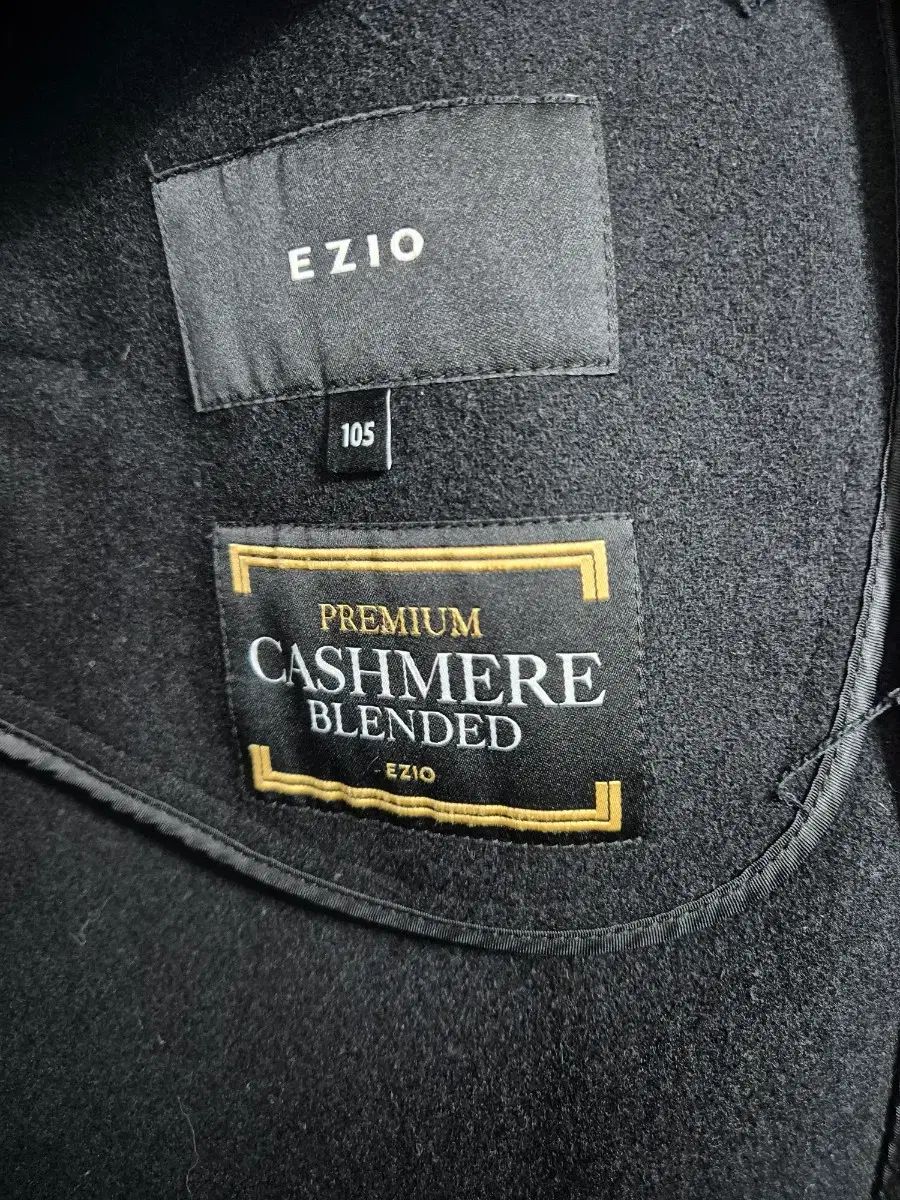 EZIO
105
PREMIUM
CASHMERE
BLENDED
EZIO